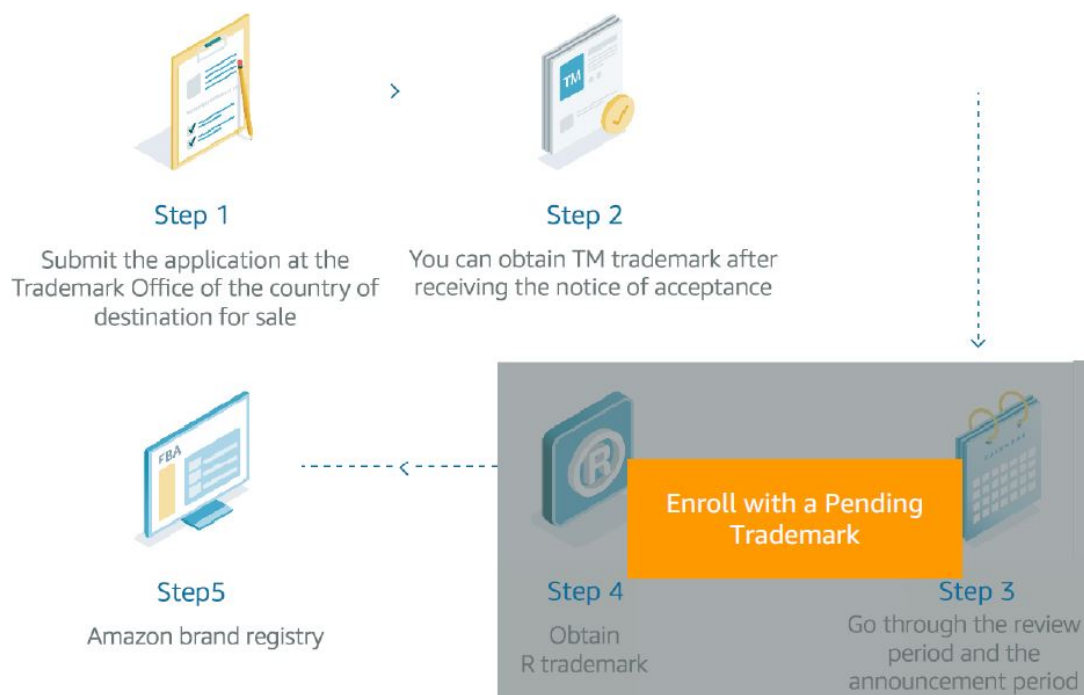 TM
Step 1
Submit the application at the
Trademark Office of the country of
destination for sale
Step 2
You can obtain TM trademark after
receiving the notice of acceptance
CALENDAR
Step 3
Go through the review
period and the
announcement period
Enroll with a Pending
Trademark
R
Step 4
Obtain
R trademark
FBA
Step5
Amazon brand registry